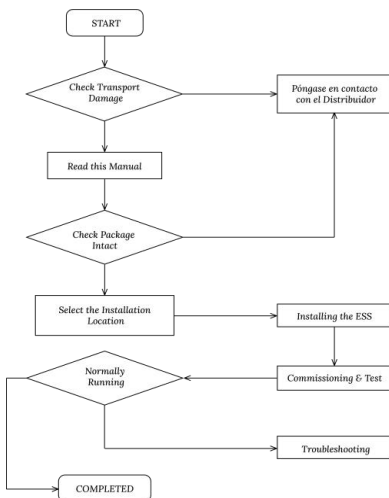 START
Check Transport
Damage
Póngase en contacto
con el Distribuidor
Read this Manual
Check Package
Intact
Select the Installation
Location
Installing the ESS
Normally
Running
Commissioning & Test
Troubleshooting
COMPLETED